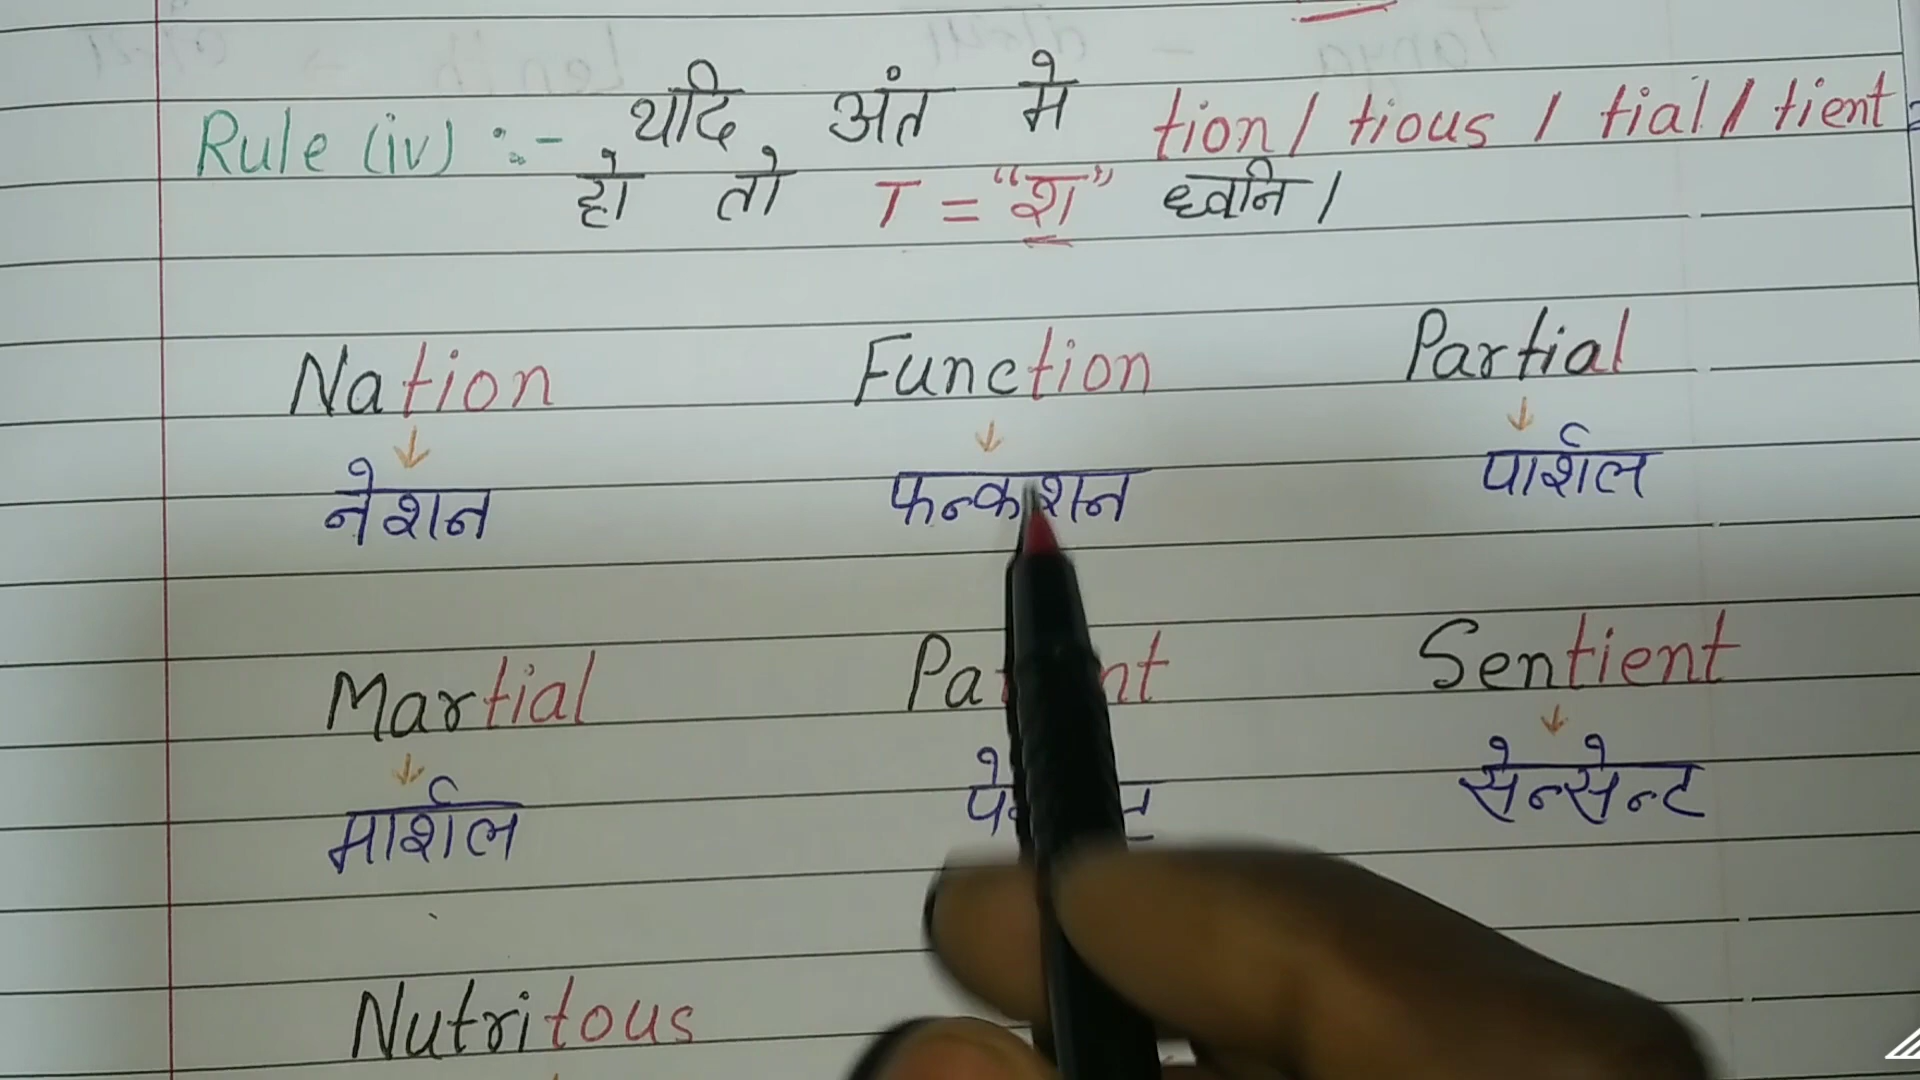 Rule (iv) :- यदि अंत मे tion / tious / tial / tient
हो तो T = "श" ध्वनि ।
Nation Function Partial
↓ ↓ ↓
नेशन फन्कशन पार्शल
Martial Sentient
↓ ↓
मार्शल सेन्सेन्ट
Nutritous